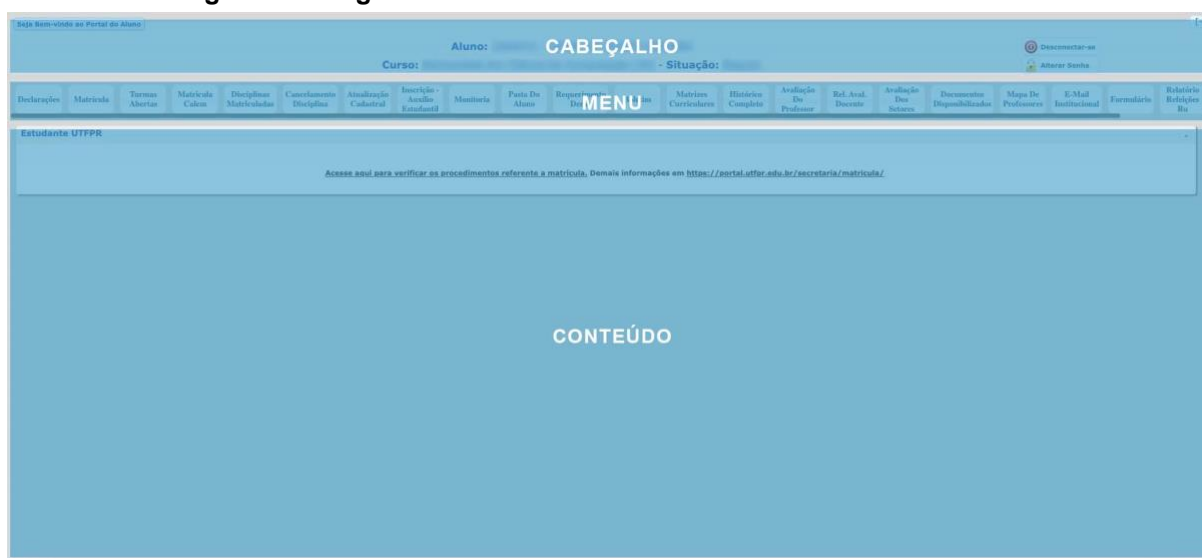 Seja Bem-vindo ao Portal do Aluno
Aluno:
CABEÇALHO
Desconectar-se
Curso: - Situação:
Alterar Senha
Declarações Matrícula Turmas Abertas Matrícula Calem Disciplinas Matriculadas Cancelamento Disciplina Atualização Cadastral Inscrição - Auxílio Estudantil Monitoria Pasta Do Aluno MENU Matrizes Curriculares Histórico Completo Avaliação Do Professor Rel. Aval. Docente Avaliação Dos Setores Documentos Disponibilizados Mapa De Professores E-Mail Institucional Formulário Relatório Refeições Ru
Estudante UTFPR
Acesse aqui para verificar os procedimentos referente a matrícula. Demais informações em https://portal.utfpr.edu.br/secretaria/matricula/
CONTEÚDO